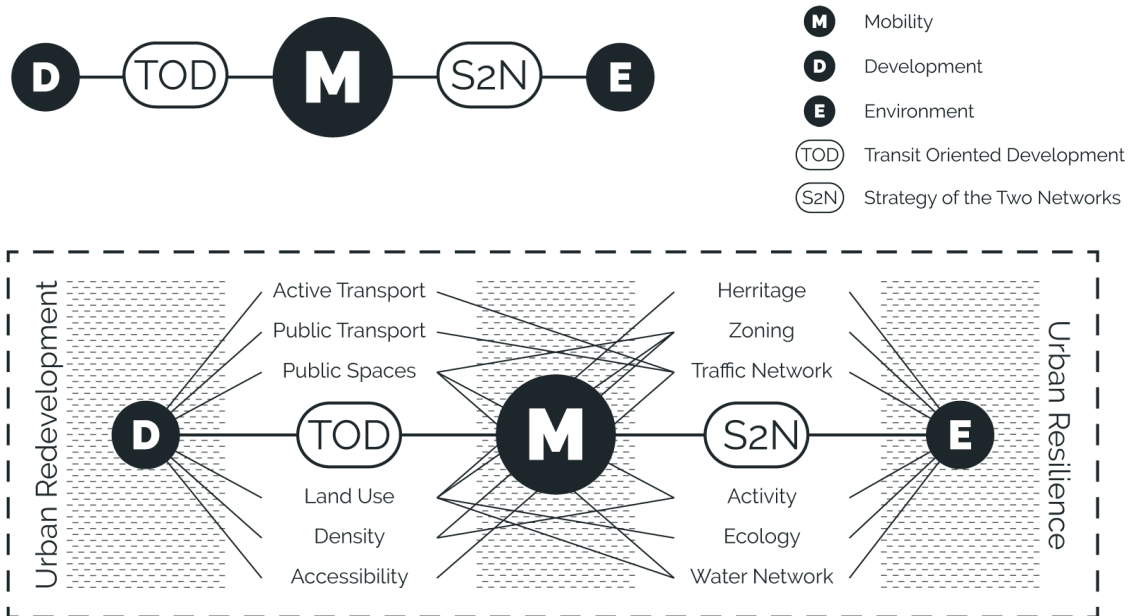 D TOD M S2N E
M Mobility
D Development
E Environment
TOD Transit Oriented Development
S2N Strategy of the Two Networks
Urban Redevelopment
Active Transport
Public Transport
Public Spaces
D TOD M S2N E
Land Use
Density
Accessibility
Herritage
Zoning
Traffic Network
Activity
Ecology
Water Network
Urban Resilience